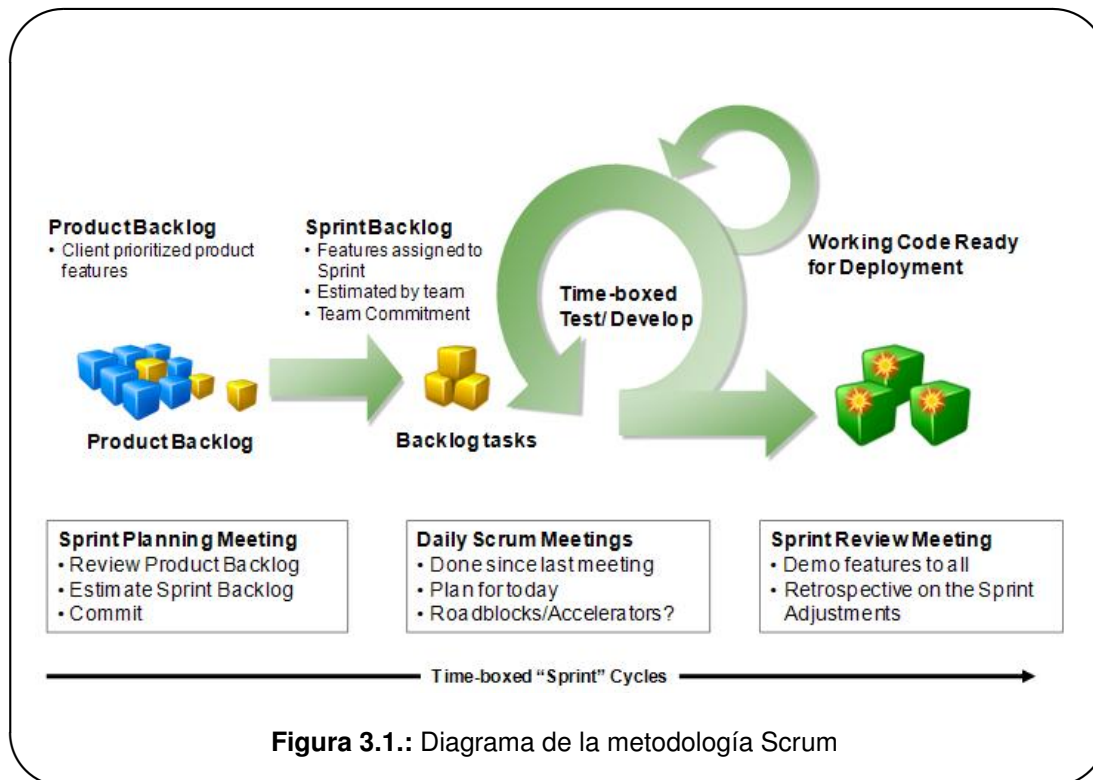 Product Backlog
• Client prioritized product
features
Sprint Backlog
• Features assigned to
Sprint
• Estimated by team
• Team Commitment
Time-boxed
Test/ Develop
Working Code Ready
for Deployment
Product Backlog
Backlog tasks
Sprint Planning Meeting
• Review Product Backlog
• Estimate Sprint Backlog
• Commit
Daily Scrum Meetings
• Done since last meeting
• Plan for today
• Roadblocks/Accelerators?
Sprint Review Meeting
• Demo features to all
• Retrospective on the Sprint
Adjustments
Time-boxed “Sprint” Cycles
Figura 3.1.: Diagrama de la metodología Scrum